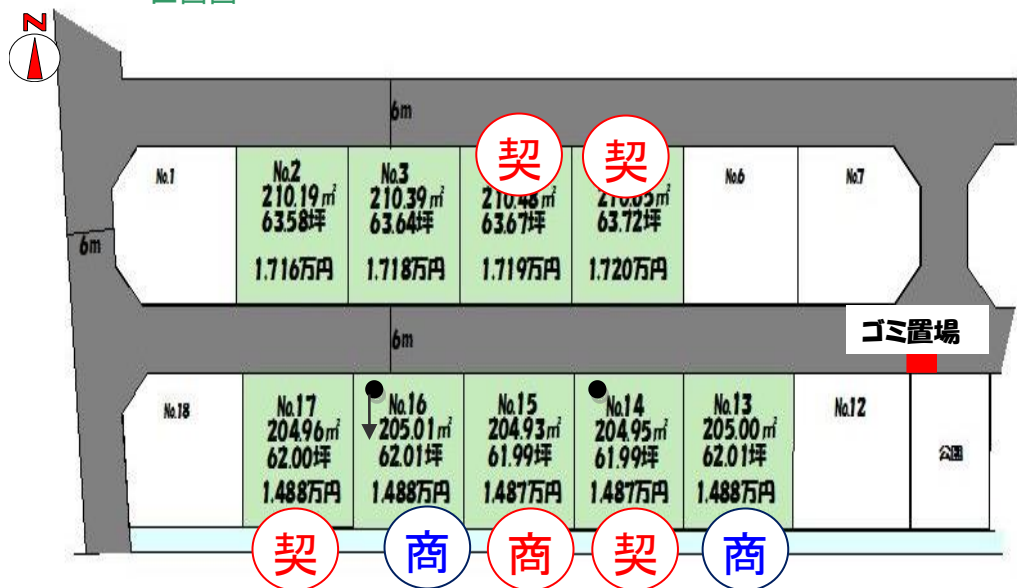 N
6m
契
契
No.1
No.2
210.19㎡
63.58坪
1.716万円
No.3
210.39㎡
63.64坪
1.718万円
210.48㎡
63.67坪
1.719万円
63.72坪
1.720万円
No.6
No.7
6m
6m
ゴミ置場
No.18
No.17
204.96㎡
62.00坪
1.488万円
No.16
205.01㎡
62.01坪
1.488万円
No.15
204.93㎡
61.99坪
1.487万円
No.14
204.95㎡
61.99坪
1.487万円
No.13
205.00㎡
62.01坪
1.488万円
No.12
公園
契
商
商
契
商